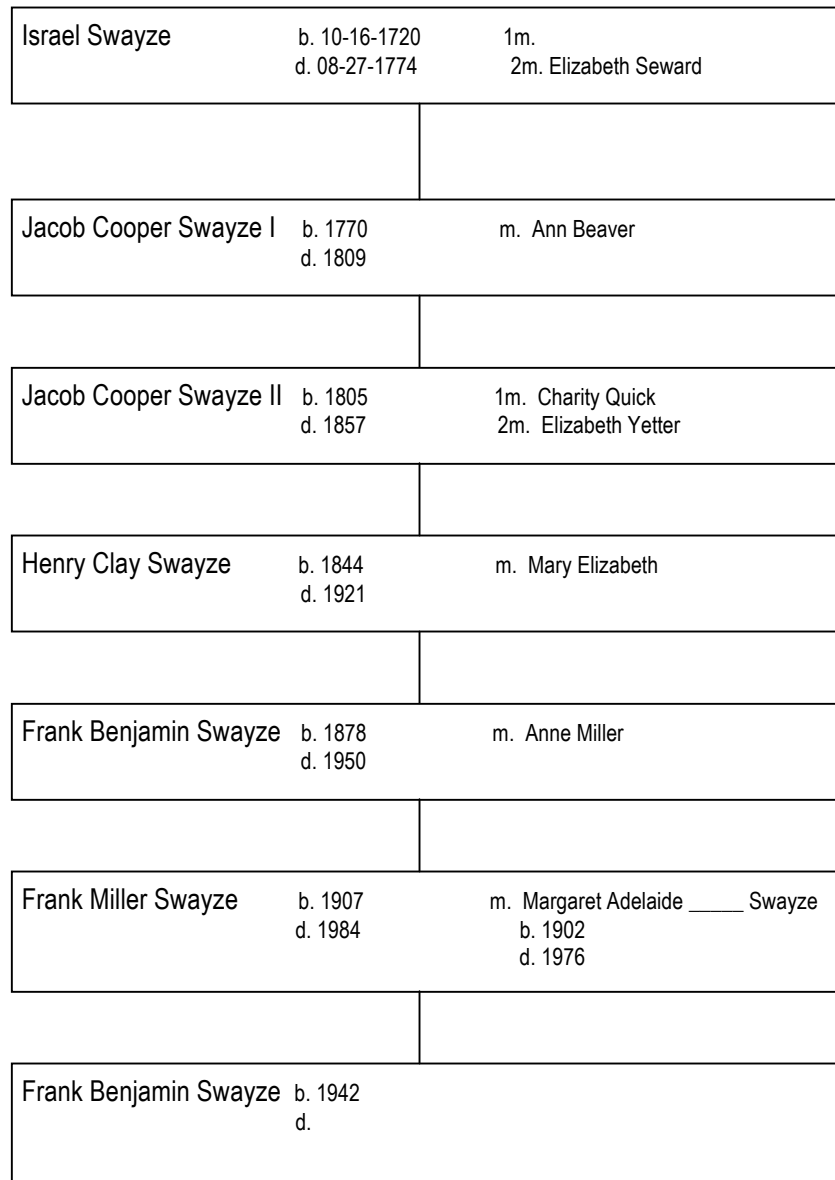 Israel Swayze b. 10-16-1720 1m.
d. 08-27-1774 2m. Elizabeth Seward
Jacob Cooper Swayze I b. 1770 m. Ann Beaver
d. 1809
Jacob Cooper Swayze II b. 1805 1m. Charity Quick
d. 1857 2m. Elizabeth Yetter
Henry Clay Swayze b. 1844 m. Mary Elizabeth
d. 1921
Frank Benjamin Swayze b. 1878 m. Anne Miller
d. 1950
Frank Miller Swayze b. 1907 m. Margaret Adelaide _____ Swayze
d. 1984 b. 1902
d. 1976
Frank Benjamin Swayze b. 1942
d.